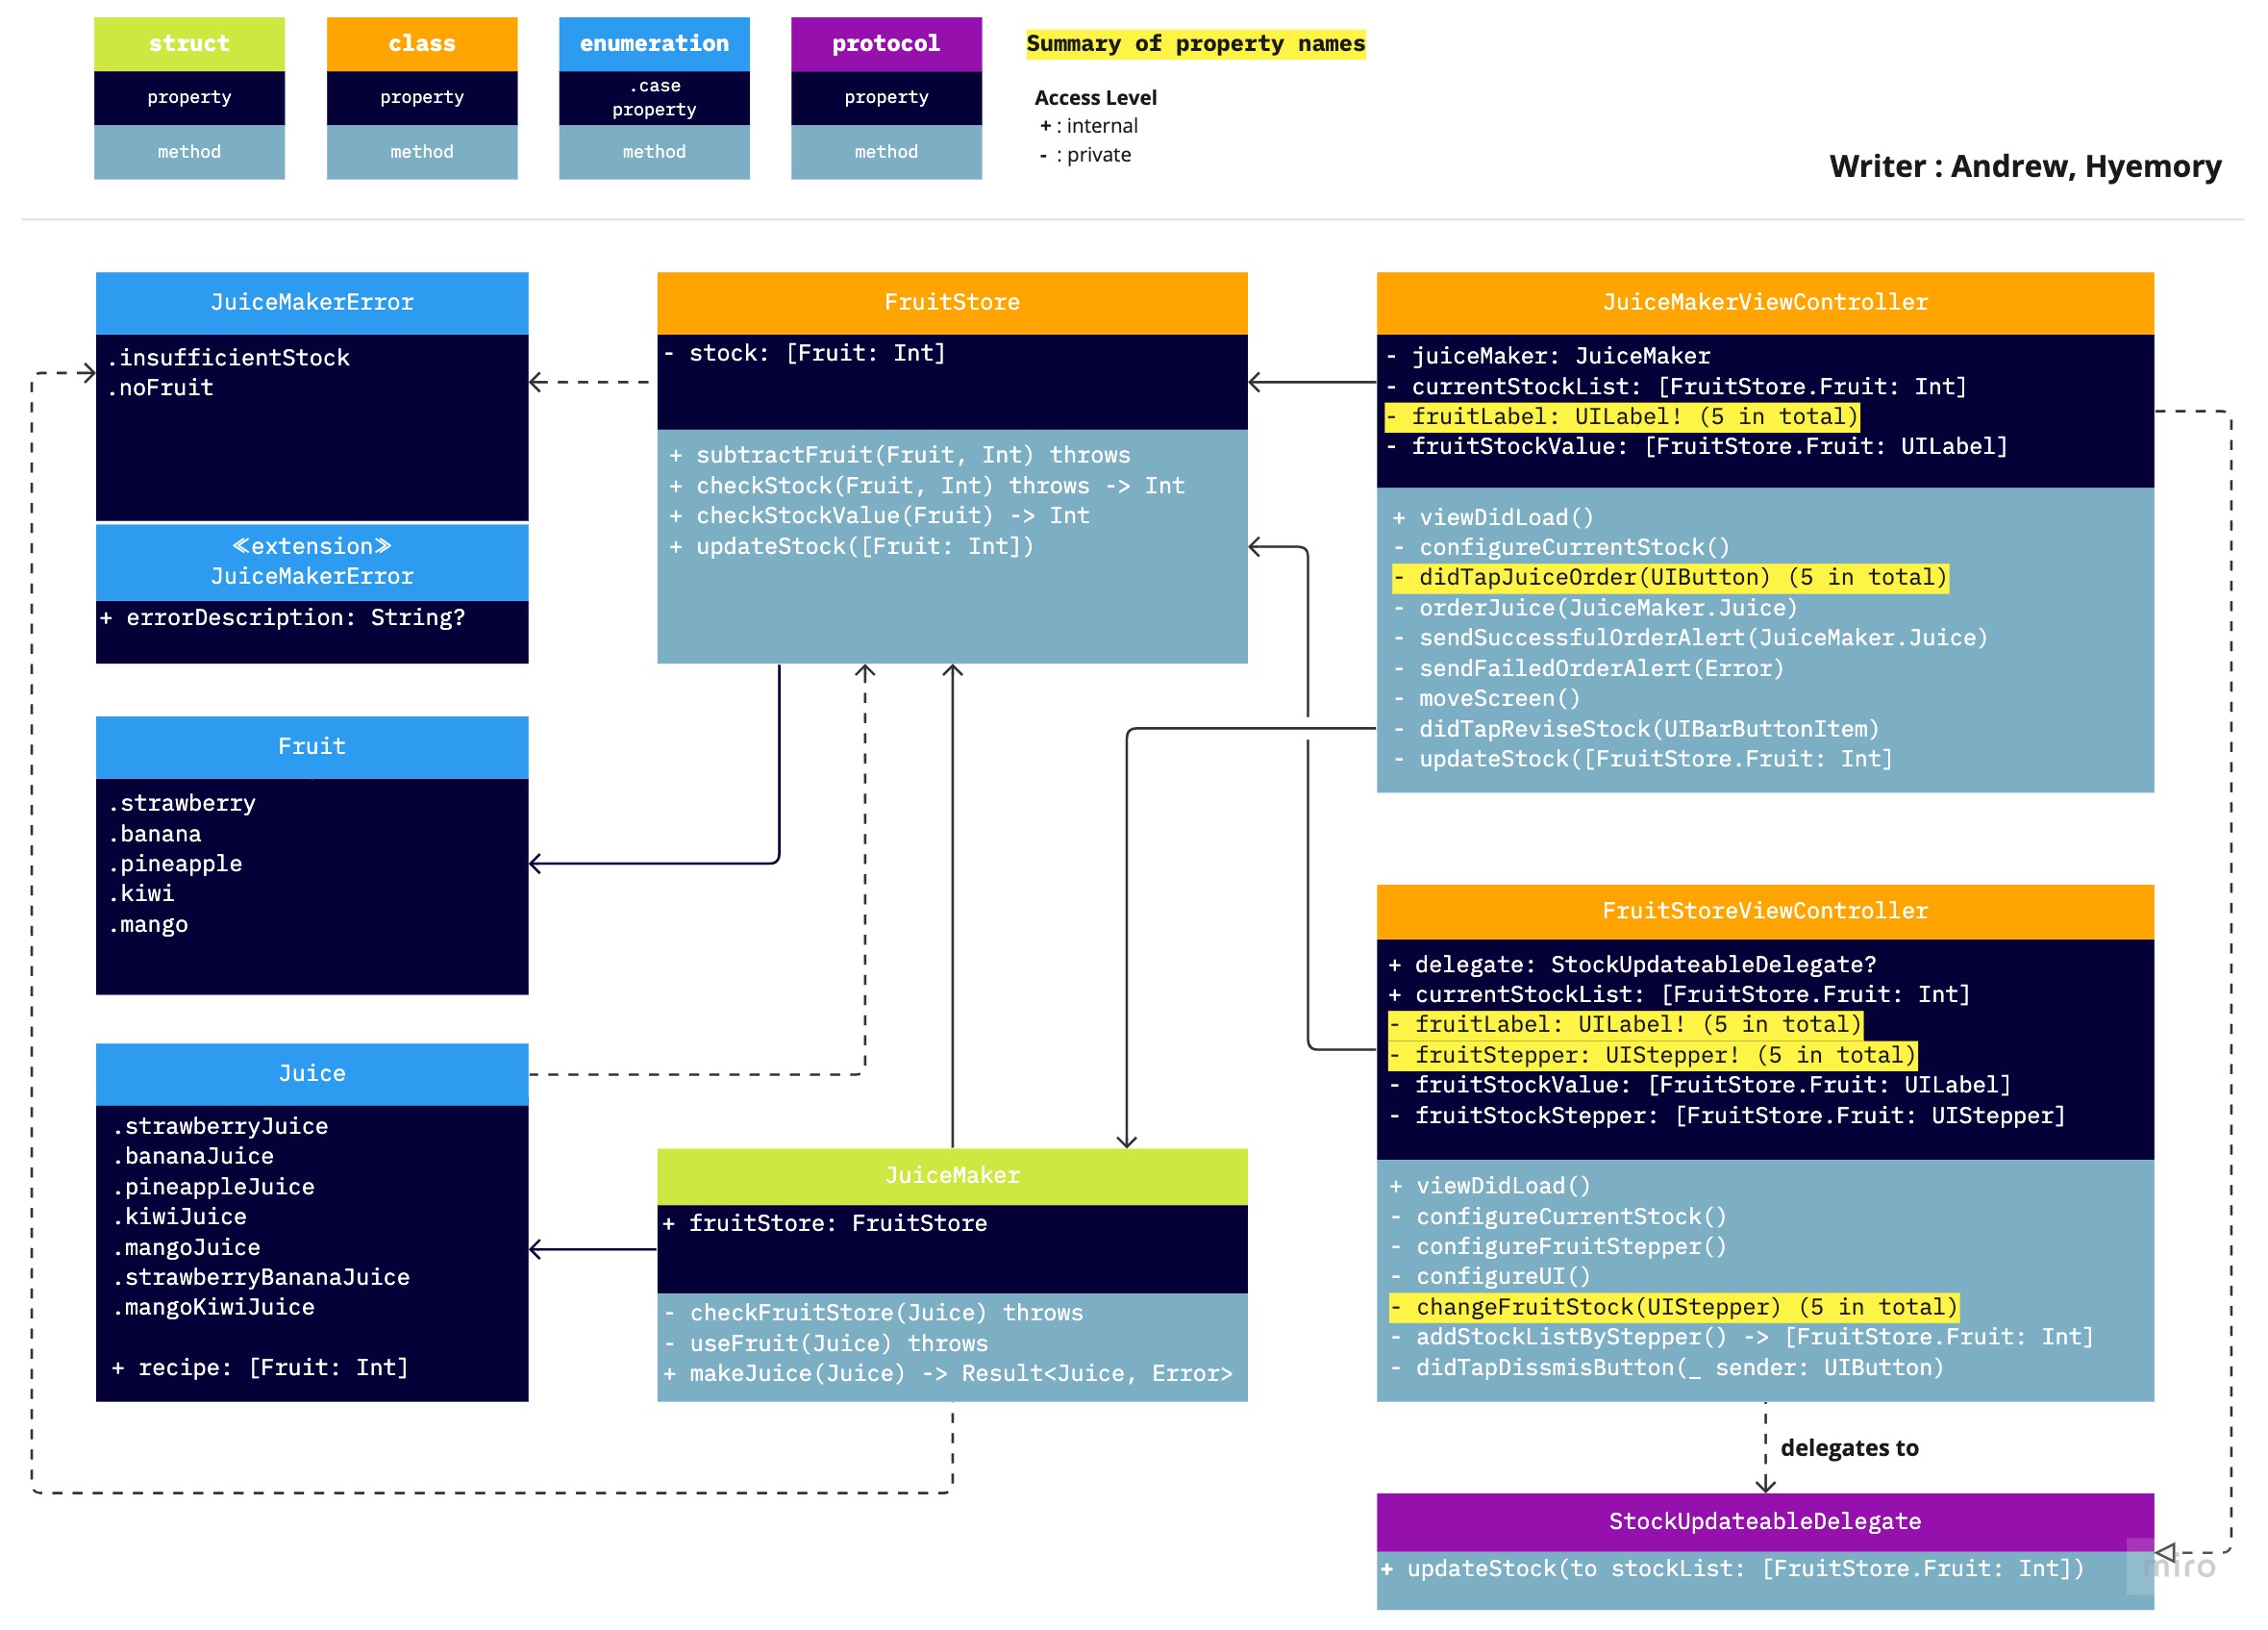 struct
property
method
class
property
method
enumeration
.case
property
method
protocol
property
method
Summary of property names
Access Level
+ : internal
- : private
Writer : Andrew, Hyemory
JuiceMakerError
.insufficientStock
.noFruit
≪extension≫
JuiceMakerError
+ errorDescription: String?
Fruit
.strawberry
.banana
.pineapple
.kiwi
.mango
Juice
.strawberryJuice
.bananaJuice
.pineappleJuice
.kiwiJuice
.mangoJuice
.strawberryBananaJuice
.mangoKiwiJuice
+ recipe: [Fruit: Int]
FruitStore
- stock: [Fruit: Int]
+ subtractFruit(Fruit, Int) throws
+ checkStock(Fruit, Int) throws -> Int
+ checkStockValue(Fruit) -> Int
+ updateStock([Fruit: Int])
JuiceMaker
+ fruitStore: FruitStore
- checkFruitStore(Juice) throws
- useFruit(Juice) throws
+ makeJuice(Juice) -> Result<Juice, Error>
JuiceMakerViewController
- juiceMaker: JuiceMaker
- currentStockList: [FruitStore.Fruit: Int]
- fruitLabel: UILabel! (5 in total)
- fruitStockValue: [FruitStore.Fruit: UILabel]
+ viewDidLoad()
- configureCurrentStock()
- didTapJuiceOrder(UIButton) (5 in total)
- orderJuice(JuiceMaker.Juice)
- sendSuccessfulOrderAlert(JuiceMaker.Juice)
- sendFailedOrderAlert(Error)
- moveScreen()
- didTapReviseStock(UIBarButtonItem)
- updateStock([FruitStore.Fruit: Int]
FruitStoreViewController
+ delegate: StockUpdateableDelegate?
+ currentStockList: [FruitStore.Fruit: Int]
- fruitLabel: UILabel! (5 in total)
- fruitStepper: UIStepper! (5 in total)
- fruitStockValue: [FruitStore.Fruit: UILabel]
- fruitStockStepper: [FruitStore.Fruit: UIStepper]
+ viewDidLoad()
- configureCurrentStock()
- configureFruitStepper()
- configureUI()
- changeFruitStock(UIStepper) (5 in total)
- addStockListByStepper() -> [FruitStore.Fruit: Int]
- didTapDissmisButton(_ sender: UIButton)
delegates to
StockUpdateableDelegate
+ updateStock(to stockList: [FruitStore.Fruit: Int])
miro